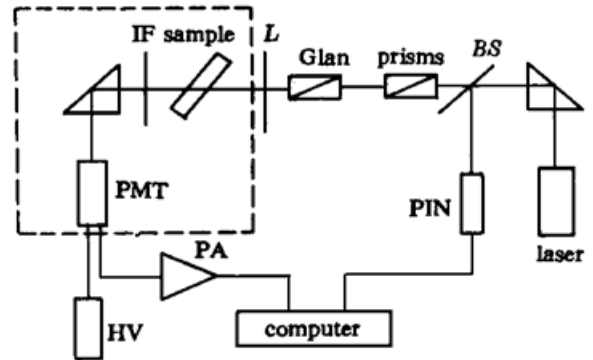 IF sample L
Glan prisms BS
PMT
PIN
PA
laser
HV
computer